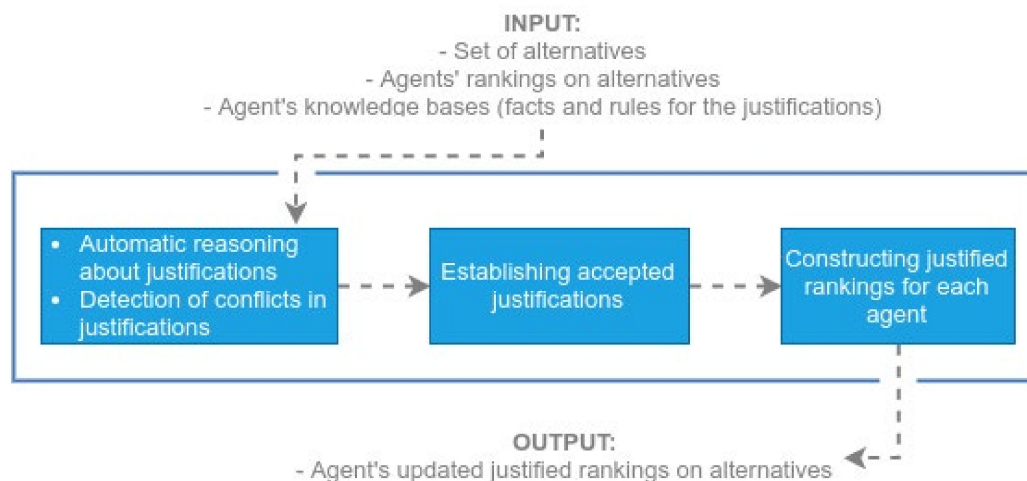 INPUT:
- Set of alternatives
- Agents' rankings on alternatives
- Agent's knowledge bases (facts and rules for the justifications)
• Automatic reasoning
about justifications
• Detection of conflicts in
justifications
Establishing accepted
justifications
Constructing justified
rankings for each
agent
OUTPUT:
- Agent's updated justified rankings on alternatives